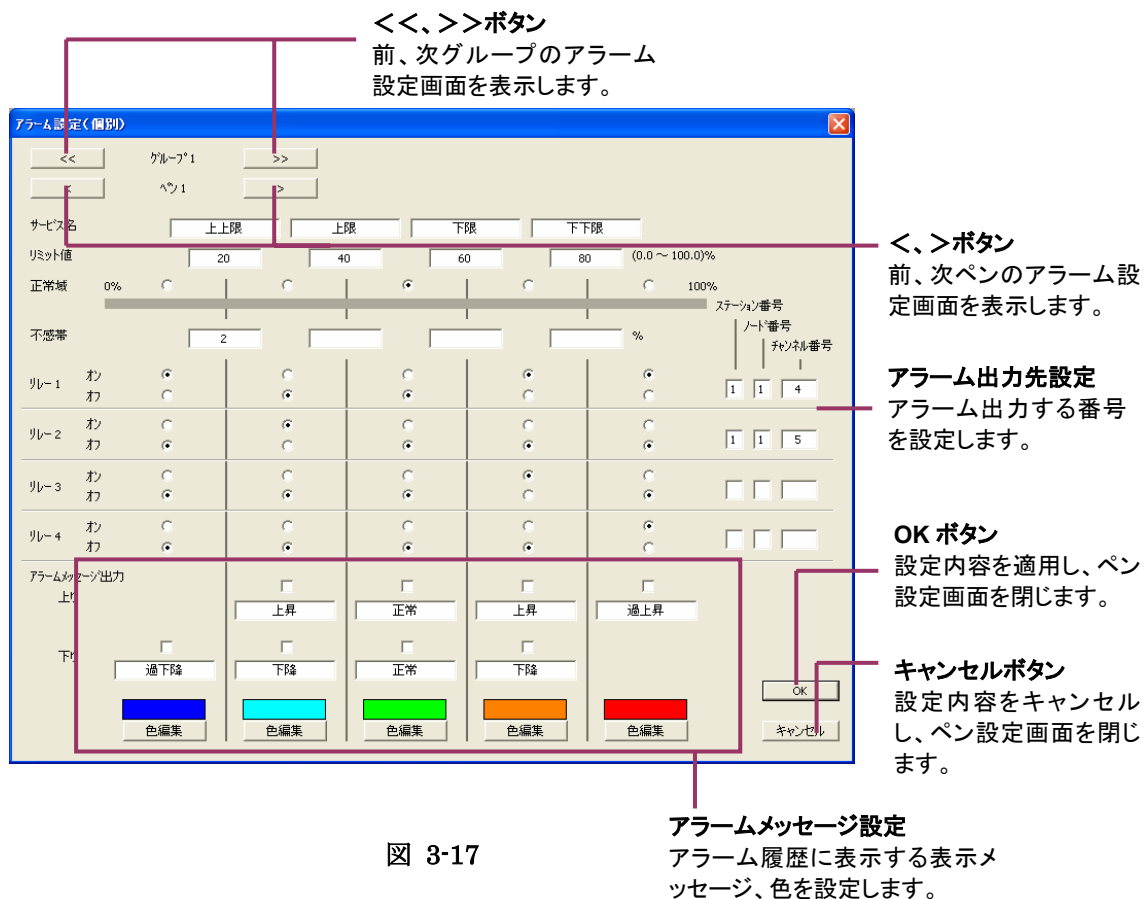 <<、>>ボタン
前、次グループのアラーム
設定画面を表示します。
アラーム設定(個別)
<< グループ1 >>
< ペン1 >
サービス名 上上限 上限 下限 下下限
リミット値 20 40 60 80 (0.0 ～ 100.0)%
正常域 0% 100%
不感帯 2 %
ステーション番号
ノード番号
チャンネル番号
リレー1 オン
オフ
1 1 4
リレー2 オン
オフ
1 1 5
リレー3 オン
オフ
リレー4 オン
オフ
アラームメッセージ出力
上り
上昇 正常 上昇 過上昇
下り
過下降 下降 正常 下降
色編集 色編集 色編集 色編集 色編集
OK
キャンセル
<、>ボタン
前、次ペンのアラーム設
定画面を表示します。
アラーム出力先設定
アラーム出力する番号
を設定します。
OK ボタン
設定内容を適用し、ペン
設定画面を閉じます。
キャンセルボタン
設定内容をキャンセル
し、ペン設定画面を閉じ
ます。
アラームメッセージ設定
アラーム履歴に表示する表示メ
ッセージ、色を設定します。
図 3-17